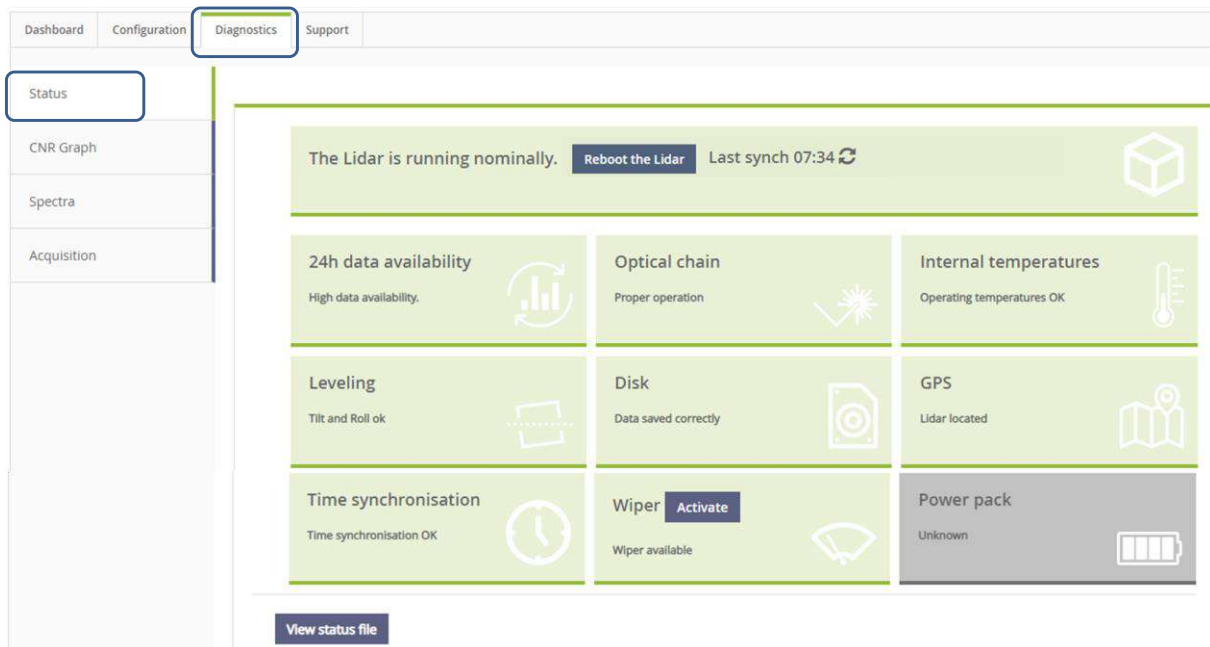 Dashboard Configuration Diagnostics Support
Status
CNR Graph
Spectra
Acquisition
The Lidar is running nominally. Reboot the Lidar Last synch 07:34
24h data availability
High data availability.
Optical chain
Proper operation
Internal temperatures
Operating temperatures OK
Leveling
Tilt and Roll ok
Disk
Data saved correctly
GPS
Lidar located
Time synchronisation
Time synchronisation OK
Wiper Activate
Wiper available
Power pack
Unknown
View status file